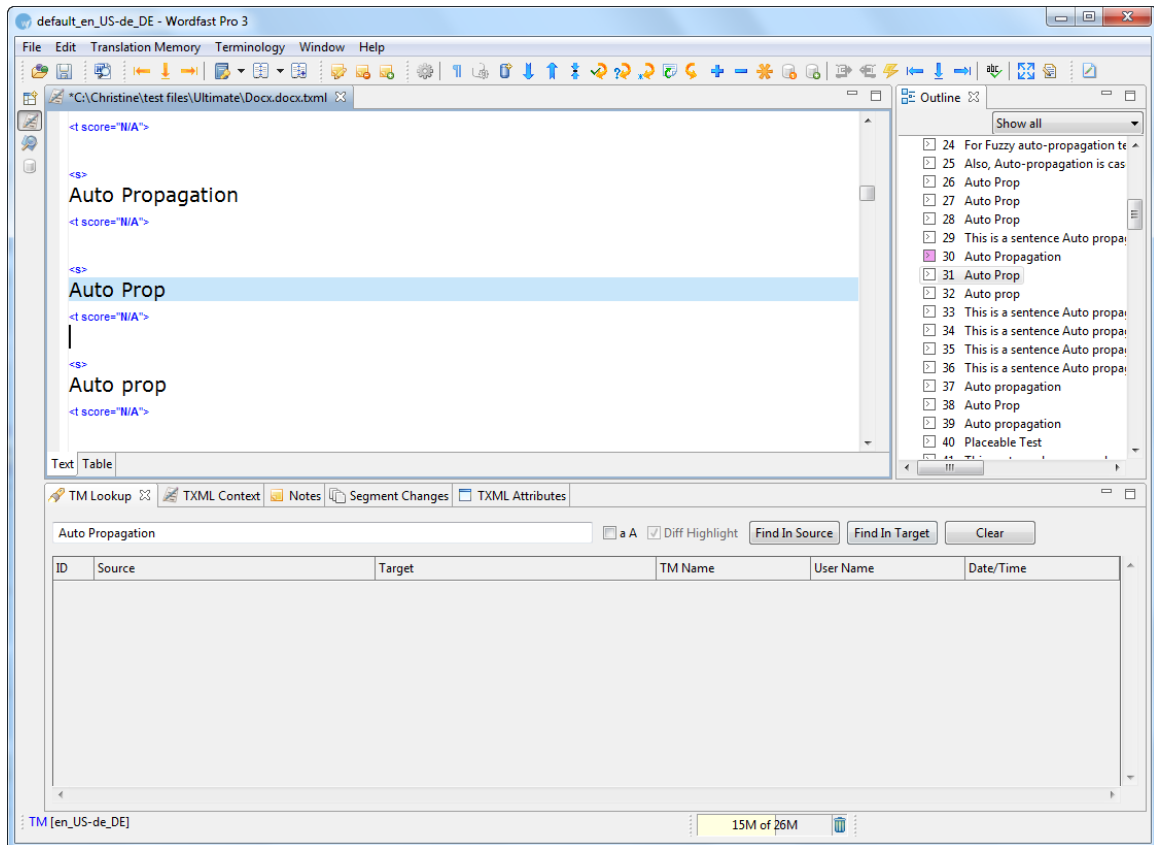 default_en_US-de_DE - Wordfast Pro 3
File Edit Translation Memory Terminology Window Help
*C:\Christine\test files\Ultimate\Docx.docx.txml
<t score="N/A">
<s>
Auto Propagation
<t score="N/A">
<s>
Auto Prop
<t score="N/A">
<s>
Auto prop
<t score="N/A">
Text Table
Outline
Show all
24 For Fuzzy auto-propagation te
25 Also, Auto-propagation is cas
26 Auto Prop
27 Auto Prop
28 Auto Prop
29 This is a sentence Auto propa
30 Auto Propagation
31 Auto Prop
32 Auto prop
33 This is a sentence Auto propa
34 This is a sentence Auto propa
35 This is a sentence Auto propa
36 This is a sentence Auto propa
37 Auto propagation
38 Auto Prop
39 Auto propagation
40 Placeable Test
TM Lookup TXML Context Notes Segment Changes TXML Attributes
Auto Propagation a A Diff Highlight Find In Source Find In Target Clear
ID Source Target TM Name User Name Date/Time
TM [en_US-de_DE] 15M of 26M